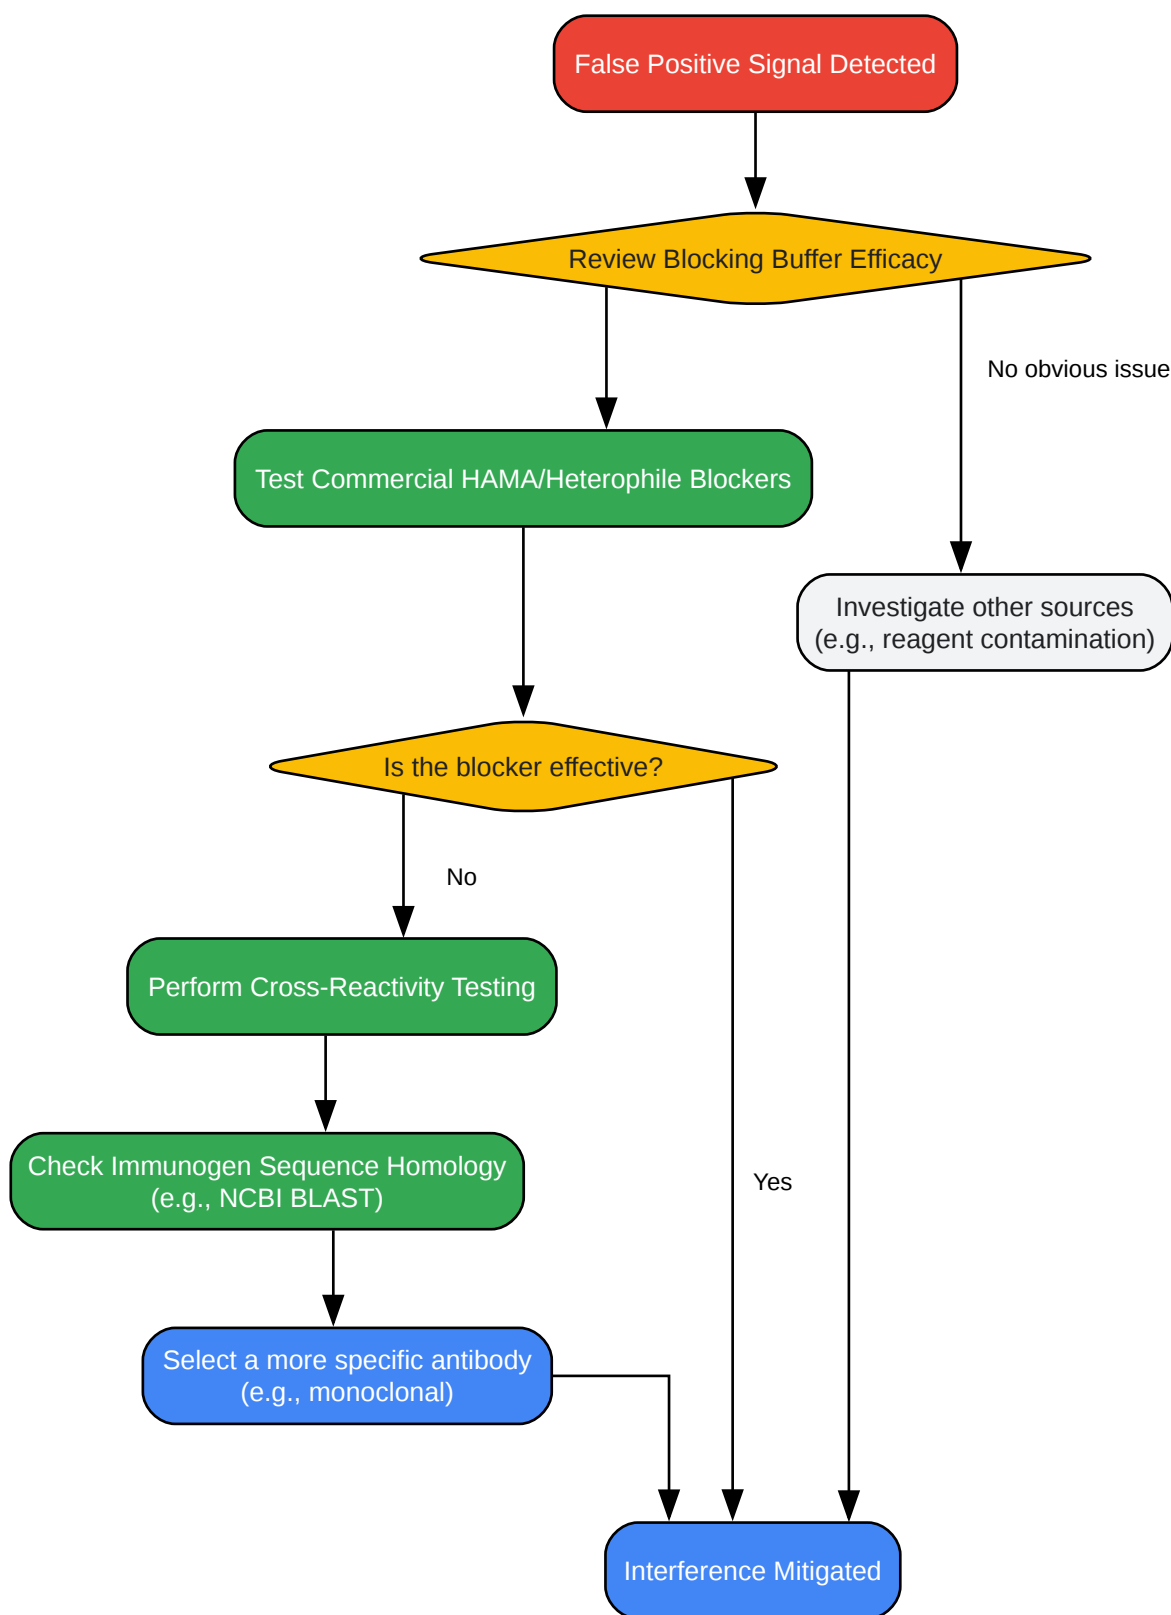 False Positive Signal Detected
Review Blocking Buffer Efficacy
No obvious issue
Test Commercial HAMA/Heterophile Blockers
Investigate other sources
(e.g., reagent contamination)
Is the blocker effective?
No
Perform Cross-Reactivity Testing
Check Immunogen Sequence Homology
(e.g., NCBI BLAST)
Yes
Select a more specific antibody
(e.g., monoclonal)
Interference Mitigated